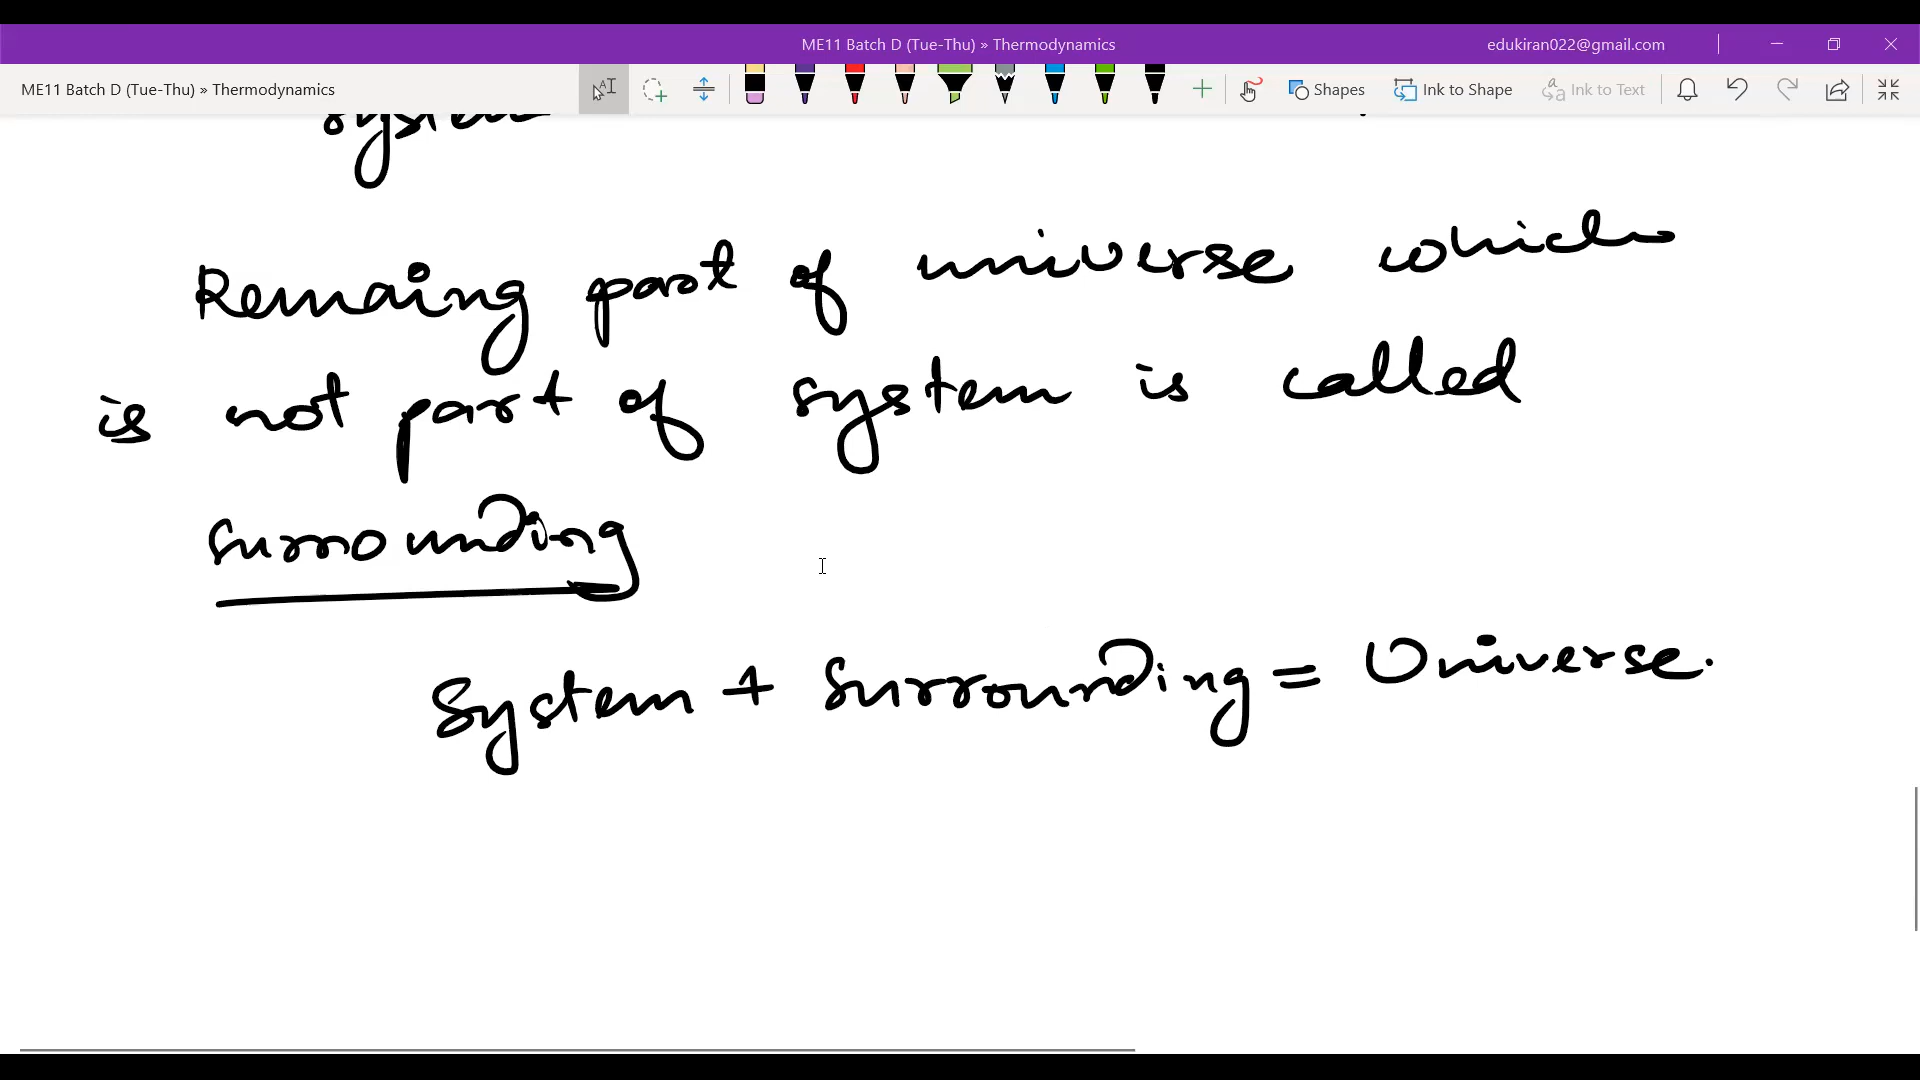 ME11 Batch D (Tue-Thu) » Thermodynamics
edukiran022@gmail.com
ME11 Batch D (Tue-Thu) » Thermodynamics
Shapes
Ink to Shape
Ink to Text
system
Remaing part of universe which
is not part of system is called
surrounding
System + Surrounding = Universe.